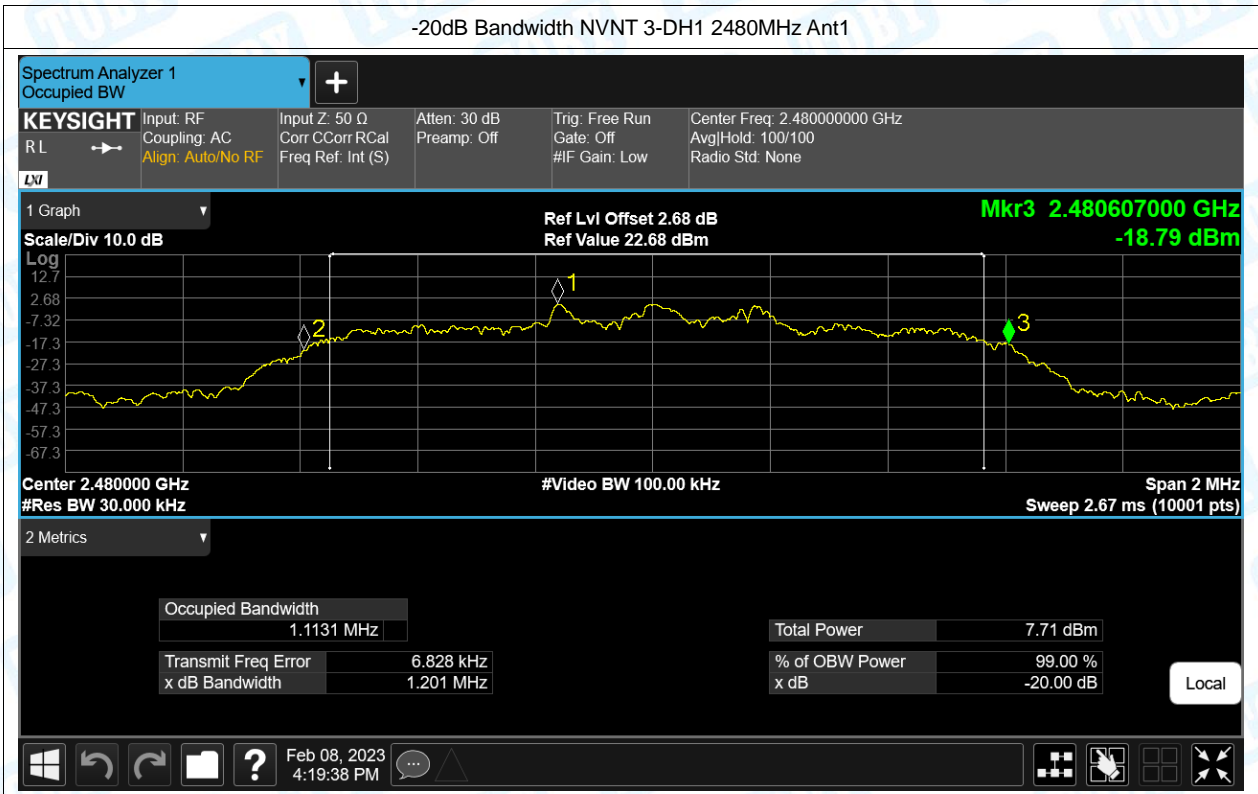 -20dB Bandwidth NVNT 3-DH1 2480MHz Ant1
Spectrum Analyzer 1
Occupied BW
KEYSIGHT
R L
LXI
Input: RF
Coupling: AC
Align: Auto/No RF
Input Z: 50 Ω
Corr CCorr RCal
Freq Ref: Int (S)
Atten: 30 dB
Preamp: Off
Trig: Free Run
Gate: Off
#IF Gain: Low
Center Freq: 2.480000000 GHz
Avg|Hold: 100/100
Radio Std: None
1 Graph
Scale/Div 10.0 dB
Ref Lvl Offset 2.68 dB
Ref Value 22.68 dBm
Mkr3 2.480607000 GHz
-18.79 dBm
Log
12.7
2.68
-7.32
-17.3
-27.3
-37.3
-47.3
-57.3
-67.3
1
2
3
Center 2.480000 GHz
#Video BW 100.00 kHz
Span 2 MHz
#Res BW 30.000 kHz
Sweep 2.67 ms (10001 pts)
2 Metrics
Occupied Bandwidth
1.1131 MHz
Total Power 7.71 dBm
Transmit Freq Error 6.828 kHz
% of OBW Power 99.00 %
x dB Bandwidth 1.201 MHz
x dB -20.00 dB
Local
Feb 08, 2023
4:19:38 PM
TOBY